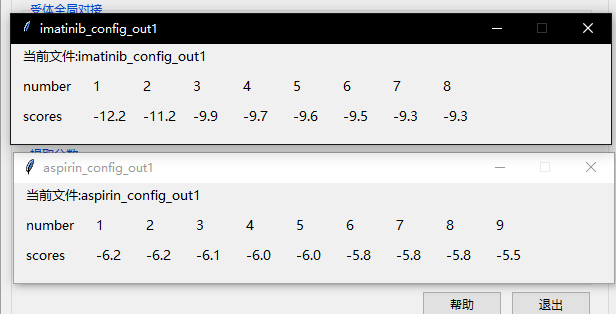 受体全局对接
imatinib_config_out1
当前文件:imatinib_config_out1
number 1 2 3 4 5 6 7 8
scores -12.2 -11.2 -9.9 -9.7 -9.6 -9.5 -9.3 -9.3
提取分数
aspirin_config_out1
当前文件:aspirin_config_out1
number 1 2 3 4 5 6 7 8 9
scores -6.2 -6.2 -6.1 -6.0 -6.0 -5.8 -5.8 -5.8 -5.5
帮助 退出